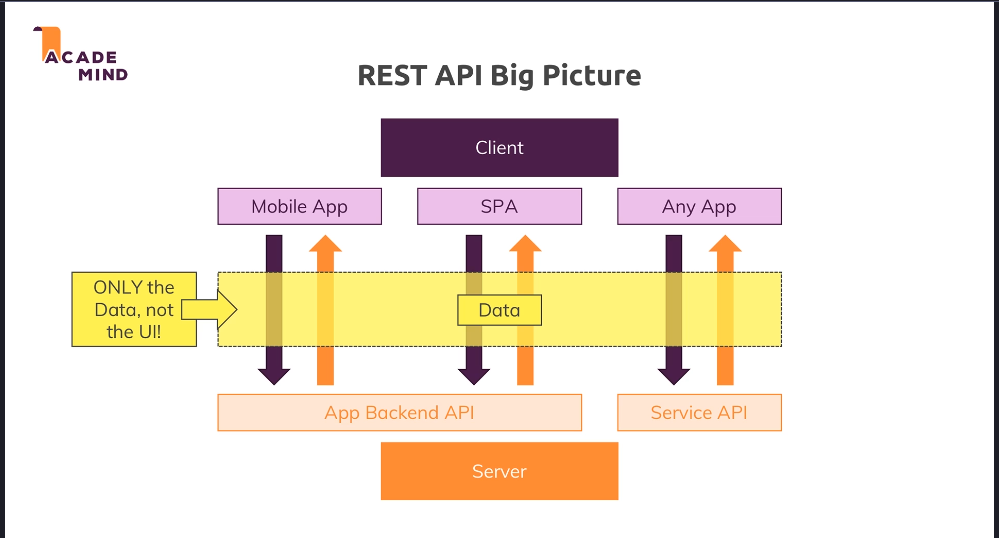 ACADE
MIND
REST API Big Picture
Client
Mobile App
SPA
Any App
ONLY the
Data, not
the UI!
Data
App Backend API
Service API
Server